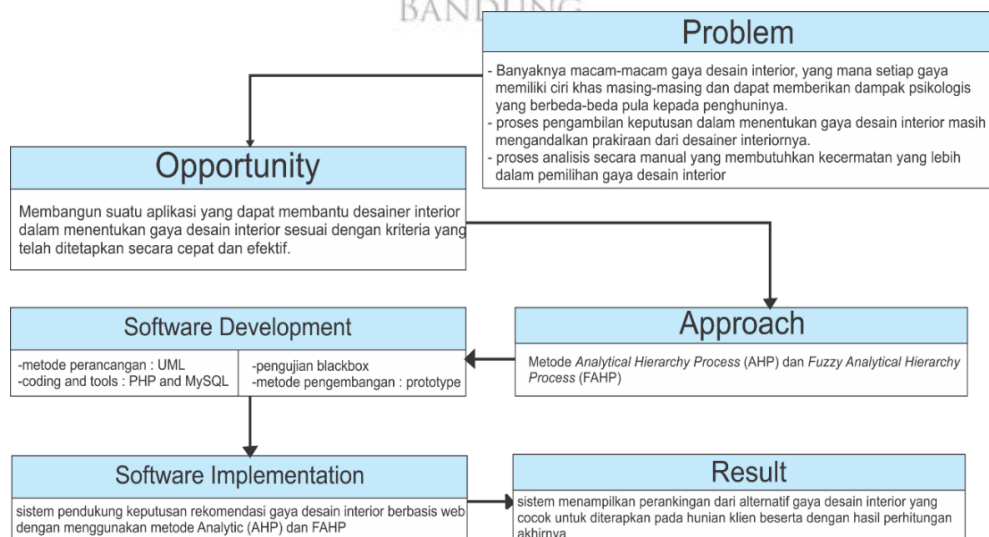 BANDUNG
Problem
- Banyaknya macam-macam gaya desain interior, yang mana setiap gaya
memiliki ciri khas masing-masing dan dapat memberikan dampak psikologis
yang berbeda-beda pula kepada penghuninya.
- proses pengambilan keputusan dalam menentukan gaya desain interior masih
mengandalkan prakiraan dari desainer interiornya.
- proses analisis secara manual yang membutuhkan kecermatan yang lebih
dalam pemilihan gaya desain interior
Opportunity
Membangun suatu aplikasi yang dapat membantu desainer interior
dalam menentukan gaya desain interior sesuai dengan kriteria yang
telah ditetapkan secara cepat dan efektif.
Approach
Metode Analytical Hierarchy Process (AHP) dan Fuzzy Analytical Hierarchy
Process (FAHP)
Software Development
-metode perancangan : UML
-coding and tools : PHP and MySQL
-pengujian blackbox
-metode pengembangan : prototype
Software Implementation
sistem pendukung keputusan rekomendasi gaya desain interior berbasis web
dengan menggunakan metode Analytic (AHP) dan FAHP
Result
sistem menampilkan perankingan dari alternatif gaya desain interior yang
cocok untuk diterapkan pada hunian klien beserta dengan hasil perhitungan
akhirnya